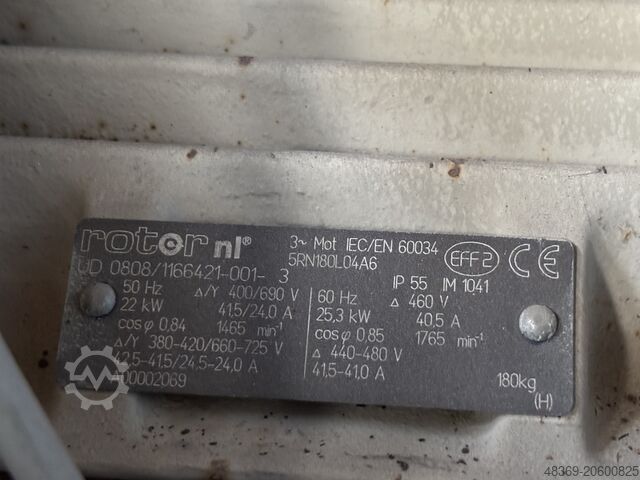 rotor nl® 3~ Mot IEC/EN 60034 EFF2 CE
UD 0808/1166421-001- 3 5RN180L04A6 IP 55 IM 1041
50 Hz Δ/Y 400/690 V 60 Hz Δ 460 V
22 kW 41,5/24,0 A 25,3 kW 40,5 A
cosφ 0,84 1465 min⁻¹ cosφ 0,85 1765 min⁻¹
Δ/Y 380-420/660-725 V Δ 440-480 V
42,5-41,5/24,5-24,0 A 41,5-41,0 A
00002069 180kg
(H)
48369-20600825